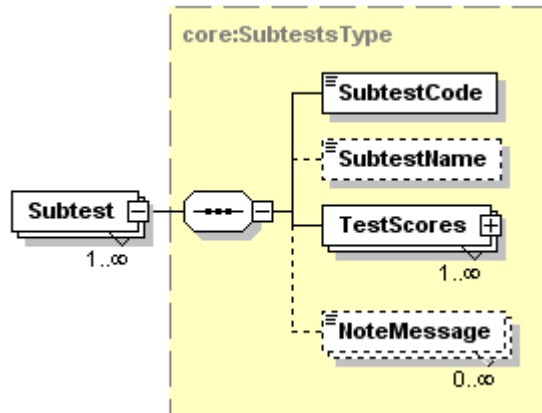 core:SubtestsType
SubtestCode
SubtestName
Subtest
1..∞
TestScores
1..∞
NoteMessage
0..∞